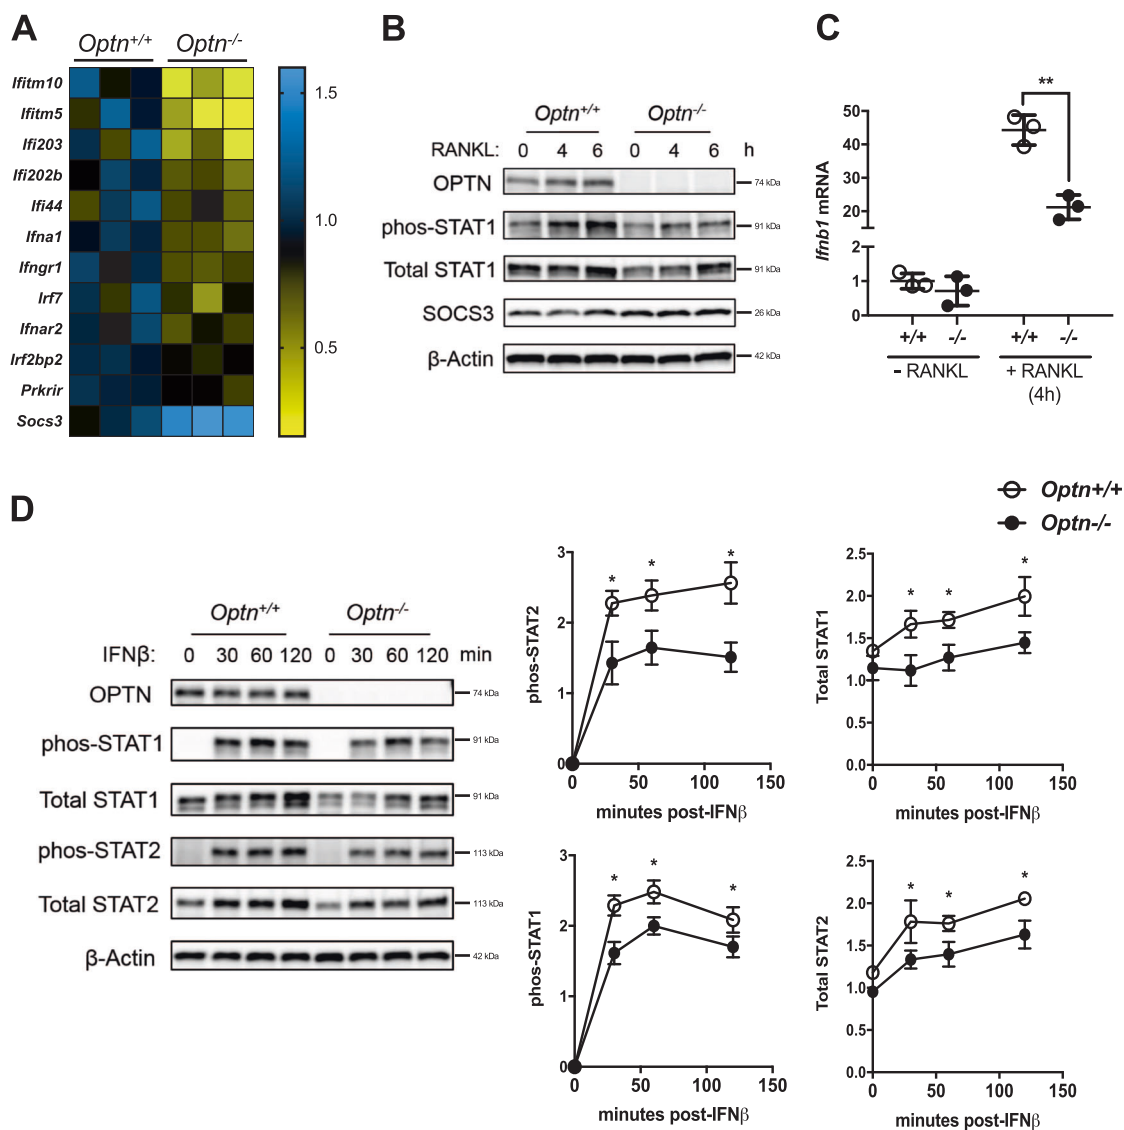 A
Optn+/+ Optn-/-
Ifitm10
Ifitm5
Ifi203
Ifi202b
Ifi44
Ifna1
Ifngr1
Irf7
Ifnar2
Irf2bp2
Prkrir
Socs3
1.5
1.0
0.5
B
Optn+/+ Optn-/-
RANKL: 0 4 6 0 4 6 h
OPTN 74 kDa
phos-STAT1 91 kDa
Total STAT1 91 kDa
SOCS3 26 kDa
β-Actin 42 kDa
C
**
Ifnb1 mRNA
50
40
30
20
2
1
0
+/+ -/- +/+ -/-
- RANKL + RANKL
(4h)
D
Optn+/+ Optn-/-
IFNβ: 0 30 60 120 0 30 60 120 min
OPTN 74 kDa
phos-STAT1 91 kDa
Total STAT1 91 kDa
phos-STAT2 113 kDa
Total STAT2 113 kDa
β-Actin 42 kDa
Optn+/+
Optn-/-
phos-STAT2
3
2
1
0
* * *
0 50 100 150
minutes post-IFNβ
Total STAT1
2.5
2.0
1.5
1.0
0.5
0.0
* * *
0 50 100 150
minutes post-IFNβ
phos-STAT1
3
2
1
0
* * *
0 50 100 150
minutes post-IFNβ
Total STAT2
2.5
2.0
1.5
1.0
0.5
0.0
* * *
0 50 100 150
minutes post-IFNβ